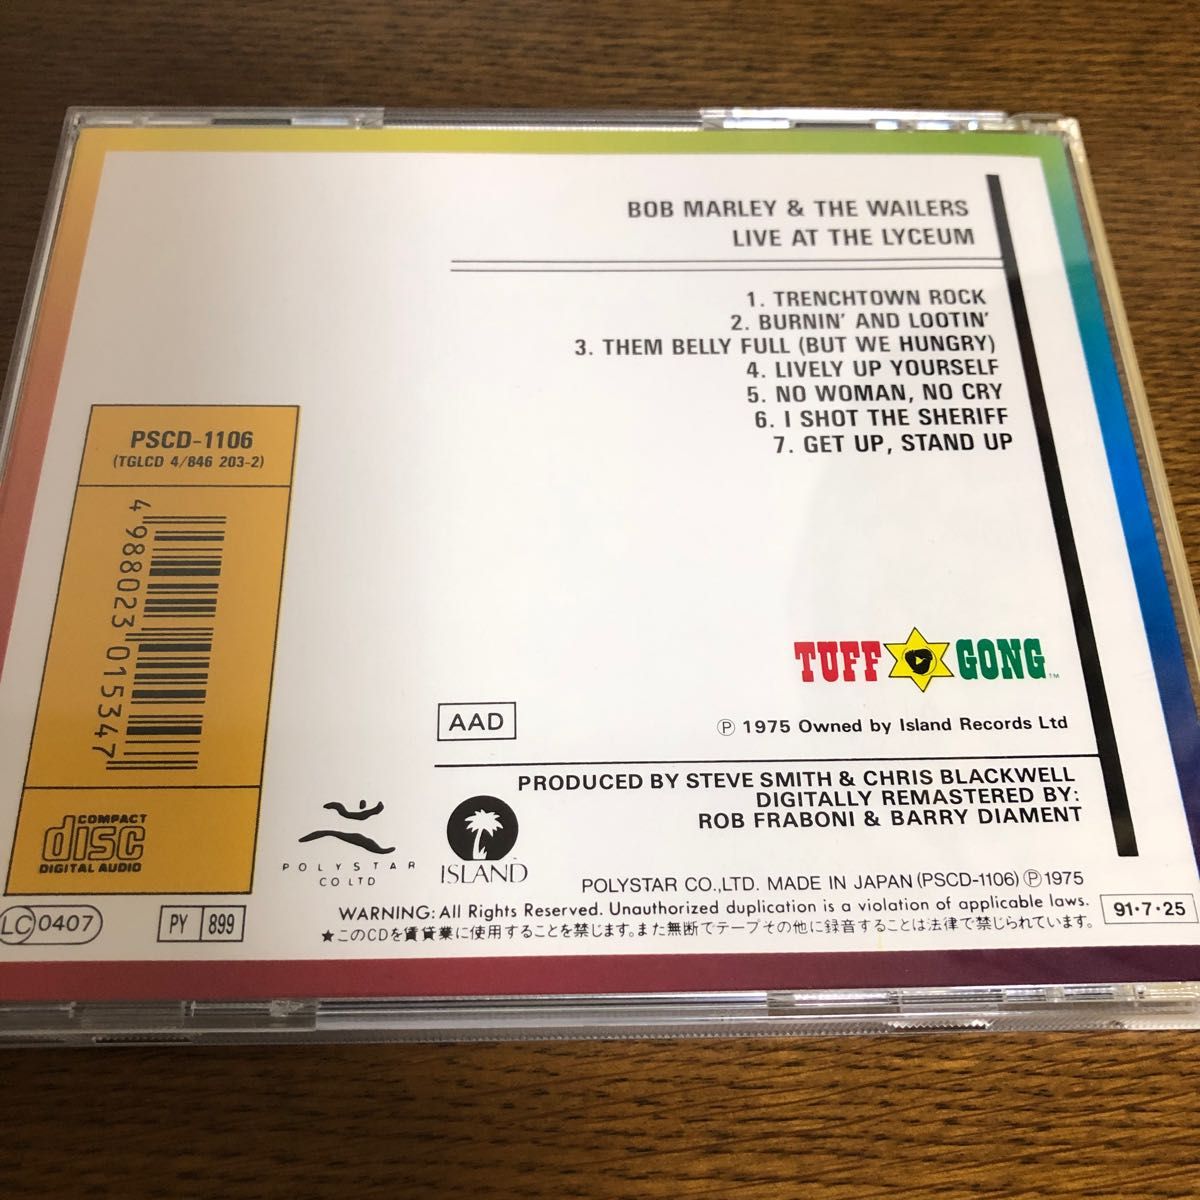 BOB MARLEY & THE WAILERS
LIVE AT THE LYCEUM
1. TRENCHTOWN ROCK
2. BURNIN' AND LOOTIN'
3. THEM BELLY FULL (BUT WE HUNGRY)
4. LIVELY UP YOURSELF
5. NO WOMAN, NO CRY
6. I SHOT THE SHERIFF
7. GET UP, STAND UP
PSCD-1106
(TGLCD 4/846 203-2)
4 988023 015347
COMPACT
disc
DIGITAL AUDIO
TUFF GONG TM
AAD
Ⓟ 1975 Owned by Island Records Ltd
PRODUCED BY STEVE SMITH & CHRIS BLACKWELL
DIGITALLY REMASTERED BY:
ROB FRABONI & BARRY DIAMENT
POLYSTAR
CO LTD
ISLAND
POLYSTAR CO.,LTD. MADE IN JAPAN (PSCD-1106) Ⓟ1975
LC 0407
PY 899
WARNING: All Rights Reserved. Unauthorized duplication is a violation of applicable laws.
★このCDを賃貸業に使用することを禁じます。また無断でテープその他に録音することは法律で禁じられています。
91・7・25